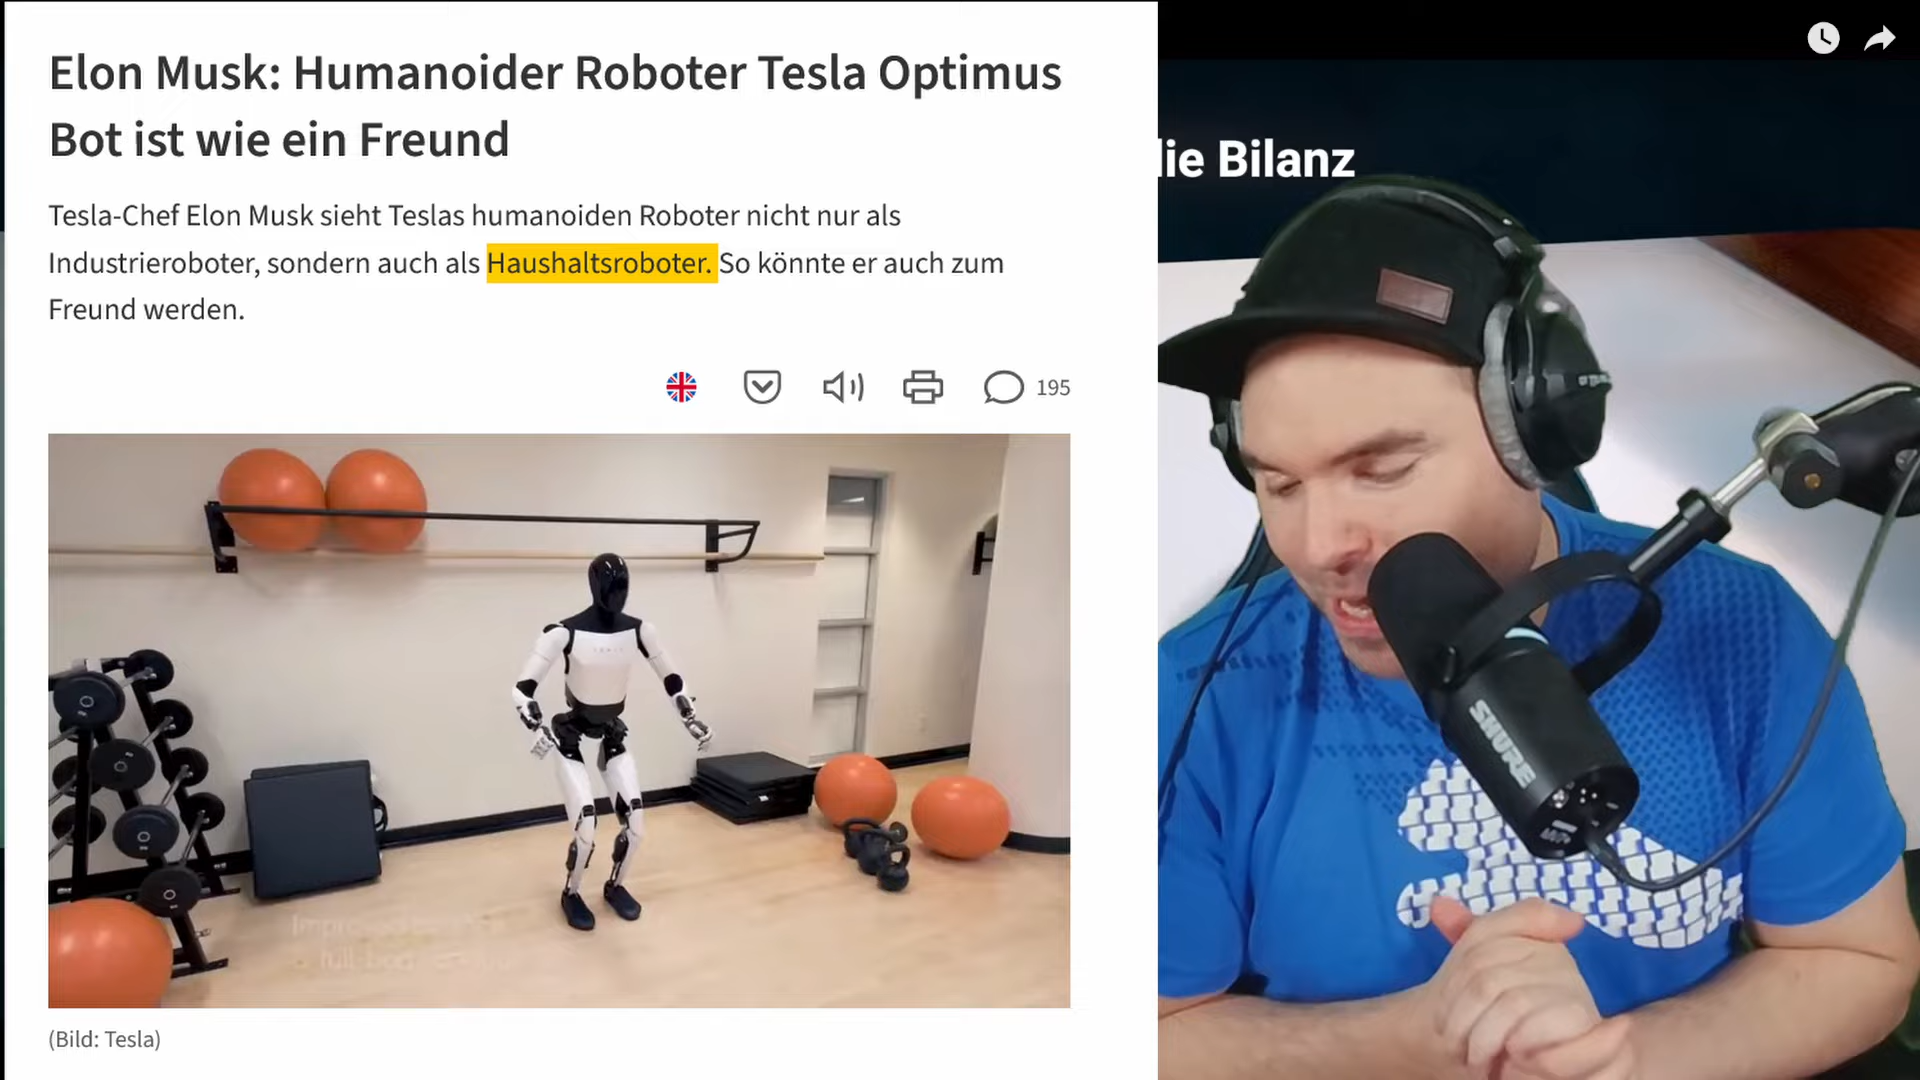 Elon Musk: Humanoider Roboter Tesla Optimus
Bot ist wie ein Freund
Tesla-Chef Elon Musk sieht Teslas humanoiden Roboter nicht nur als
Industrieroboter, sondern auch als Haushaltsroboter. So könnte er auch zum
Freund werden.
195
(Bild: Tesla)
die Bilanz
SHURE